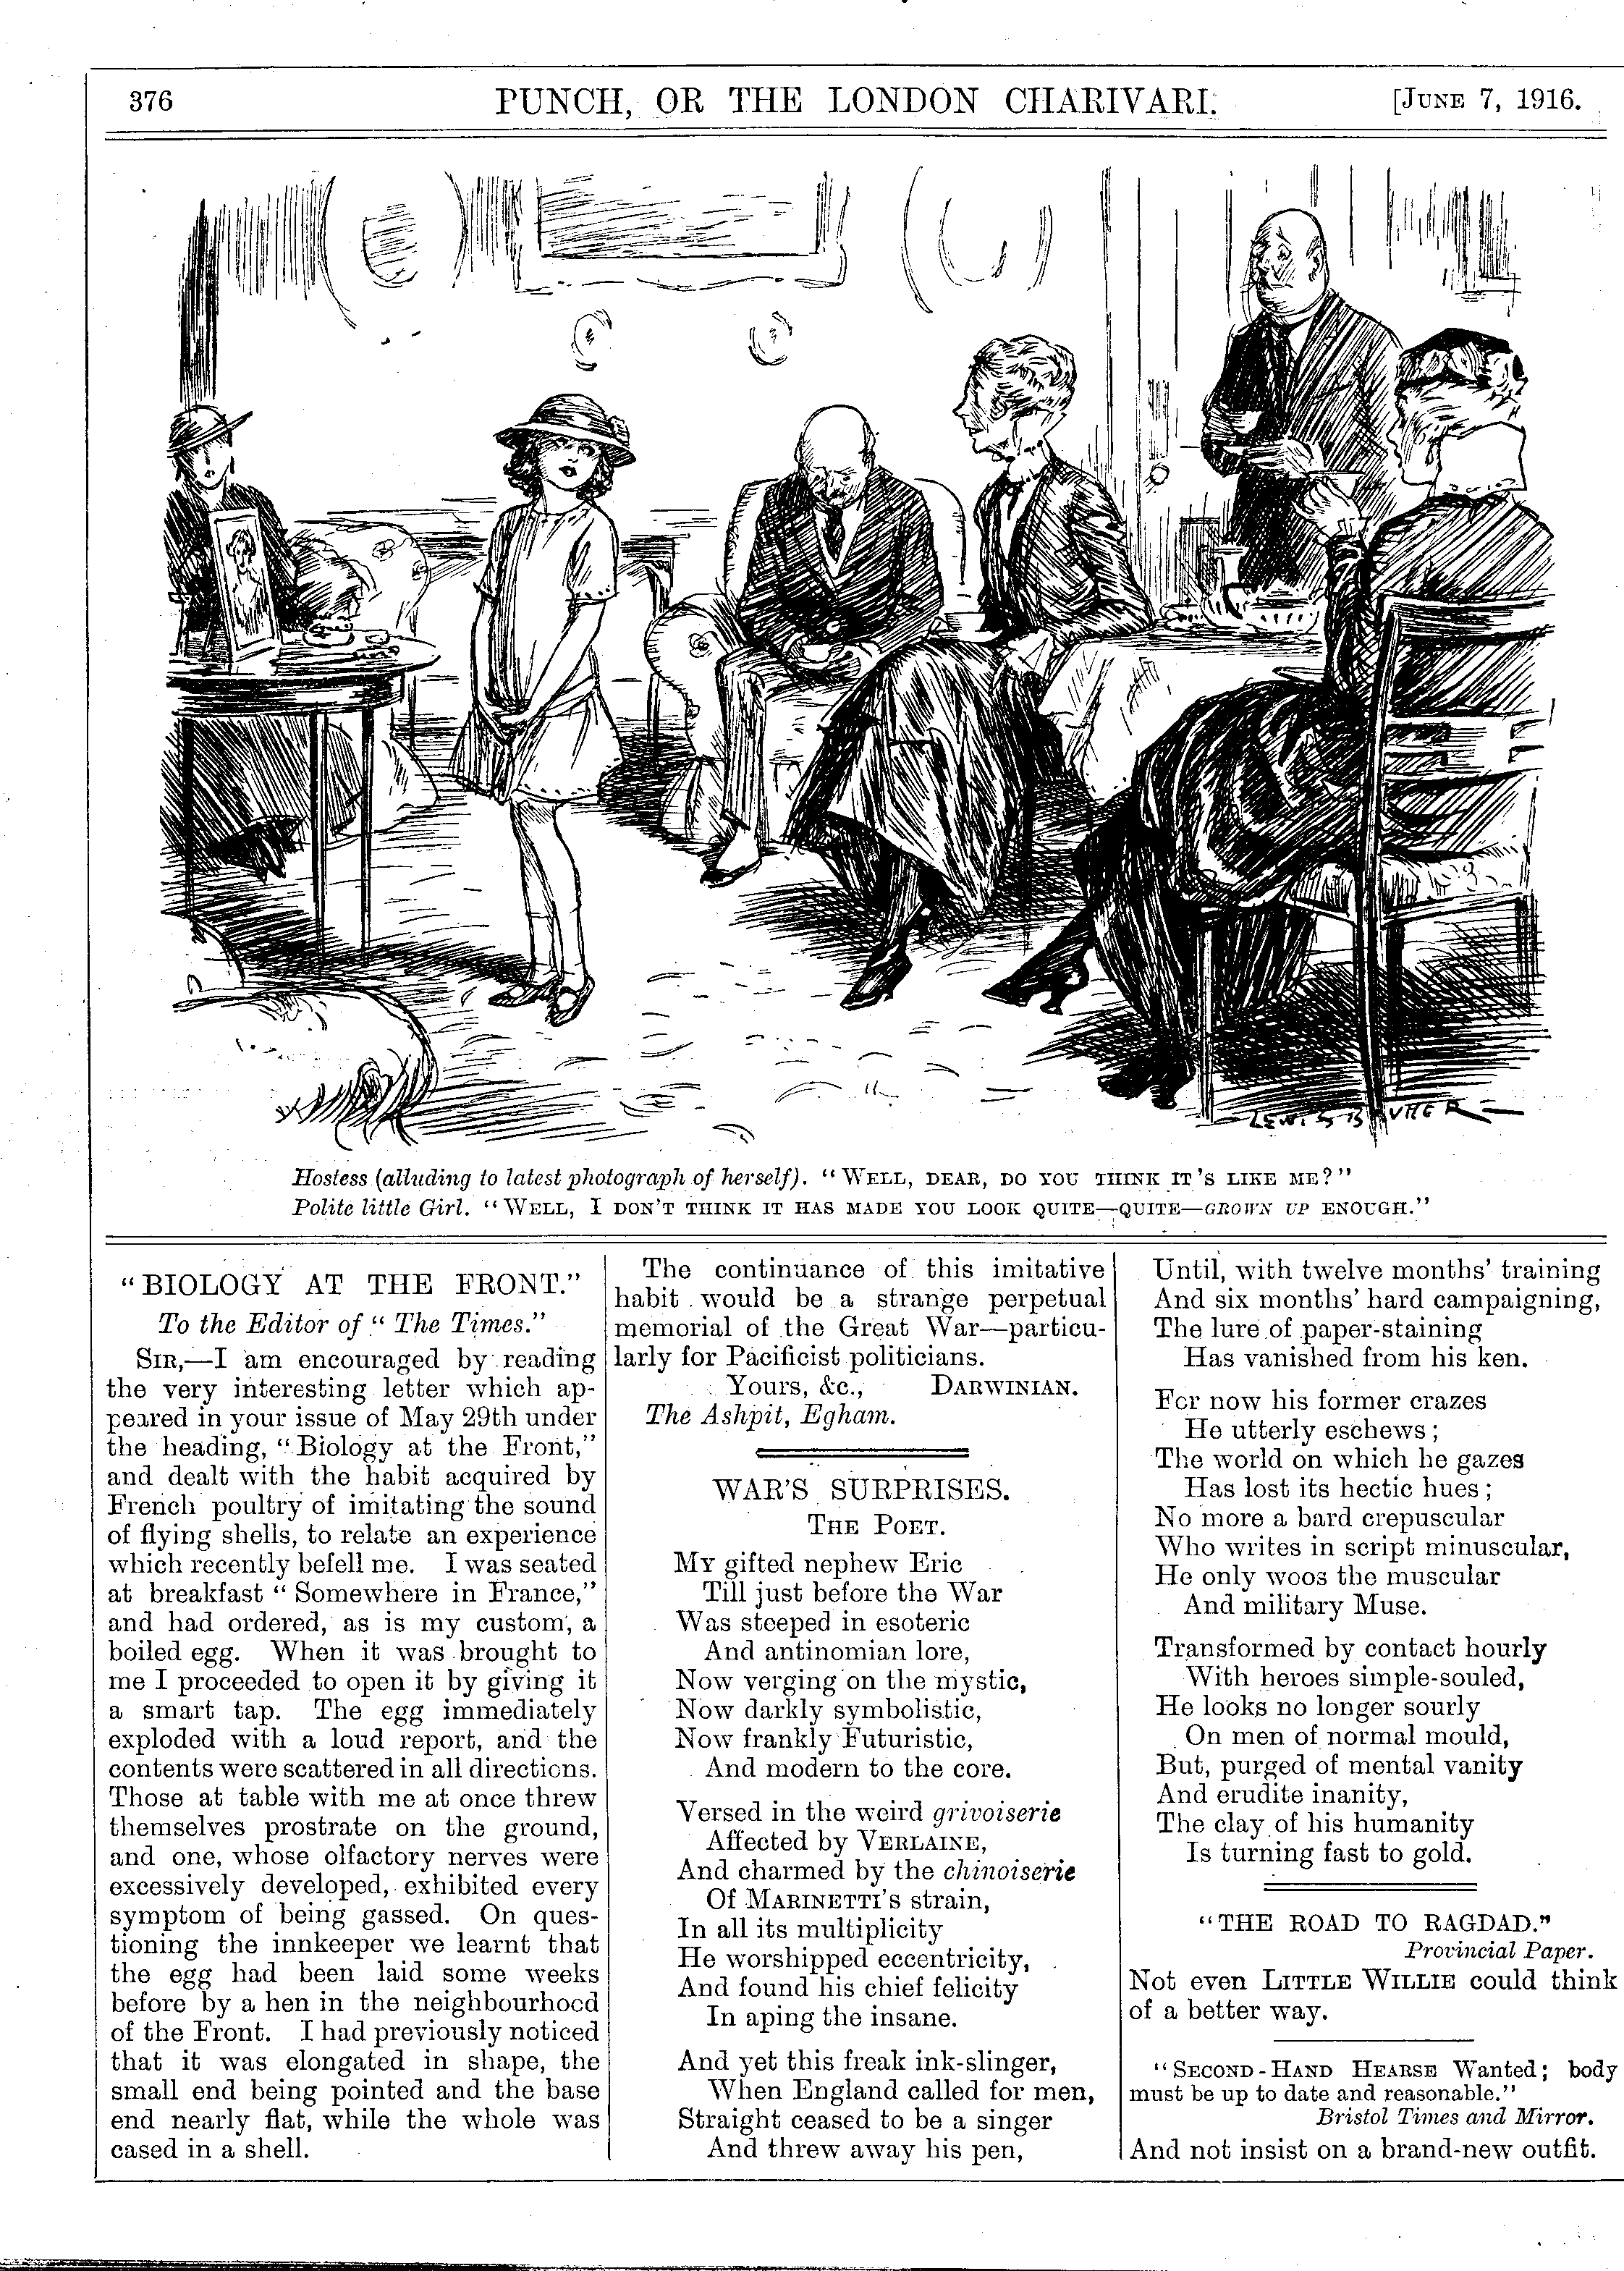 376
PUNCH, OR THE LONDON CHARIVARI.
[JUNE 7, 1916.
LEWIS BAUMER
Hostess (alluding to latest photograph of herself). "WELL, DEAR, DO YOU THINK IT'S LIKE ME?"
Polite little Girl. "WELL, I DON'T THINK IT HAS MADE YOU LOOK QUITE—QUITE—GROWN UP ENOUGH."
"BIOLOGY AT THE FRONT."
To the Editor of "The Times."
SIR,—I am encouraged by reading
the very interesting letter which ap-
peared in your issue of May 29th under
the heading, "Biology at the Front,"
and dealt with the habit acquired by
French poultry of imitating the sound
of flying shells, to relate an experience
which recently befell me. I was seated
at breakfast "Somewhere in France,"
and had ordered, as is my custom, a
boiled egg. When it was brought to
me I proceeded to open it by giving it
a smart tap. The egg immediately
exploded with a loud report, and the
contents were scattered in all directions.
Those at table with me at once threw
themselves prostrate on the ground,
and one, whose olfactory nerves were
excessively developed, exhibited every
symptom of being gassed. On ques-
tioning the innkeeper we learnt that
the egg had been laid some weeks
before by a hen in the neighbourhood
of the Front. I had previously noticed
that it was elongated in shape, the
small end being pointed and the base
end nearly flat, while the whole was
cased in a shell.
The continuance of this imitative
habit would be a strange perpetual
memorial of the Great War—particu-
larly for Pacificist politicians.
Yours, &c., DARWINIAN.
The Ashpit, Egham.
WAR'S SURPRISES.
THE POET.
MY gifted nephew Eric
Till just before the War
Was steeped in esoteric
And antinomian lore,
Now verging on the mystic,
Now darkly symbolistic,
Now frankly Futuristic,
And modern to the core.
Versed in the weird grivoiserie
Affected by VERLAINE,
And charmed by the chinoiserie
Of MARINETTI'S strain,
In all its multiplicity
He worshipped eccentricity,
And found his chief felicity
In aping the insane.
And yet this freak ink-slinger,
When England called for men,
Straight ceased to be a singer
And threw away his pen,
Until, with twelve months' training
And six months' hard campaigning,
The lure of paper-staining
Has vanished from his ken.
For now his former crazes
He utterly eschews;
The world on which he gazes
Has lost its hectic hues;
No more a bard crepuscular
Who writes in script minuscular,
He only woos the muscular
And military Muse.
Transformed by contact hourly
With heroes simple-souled,
He looks no longer sourly
On men of normal mould,
But, purged of mental vanity
And erudite inanity,
The clay of his humanity
Is turning fast to gold.
"THE ROAD TO RAGDAD."
Provincial Paper.
Not even LITTLE WILLIE could think
of a better way.
"SECOND-HAND HEARSE Wanted; body
must be up to date and reasonable."
Bristol Times and Mirror.
And not insist on a brand-new outfit.